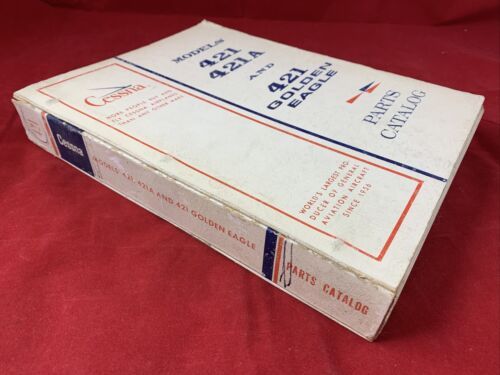 MODELS
421
421A
AND
421
GOLDEN
EAGLE
PARTS
CATALOG
Cessna
MORE PEOPLE BUY AND
FLY CESSNA AIRPLANES
THAN ANY OTHER MAKE
WORLD'S LARGEST PRO-
DUCER OF GENERAL
AVIATION AIRCRAFT
SINCE 1956
Cessna
MODELS 421-421A AND 421 GOLDEN EAGLE
PARTS CATALOG